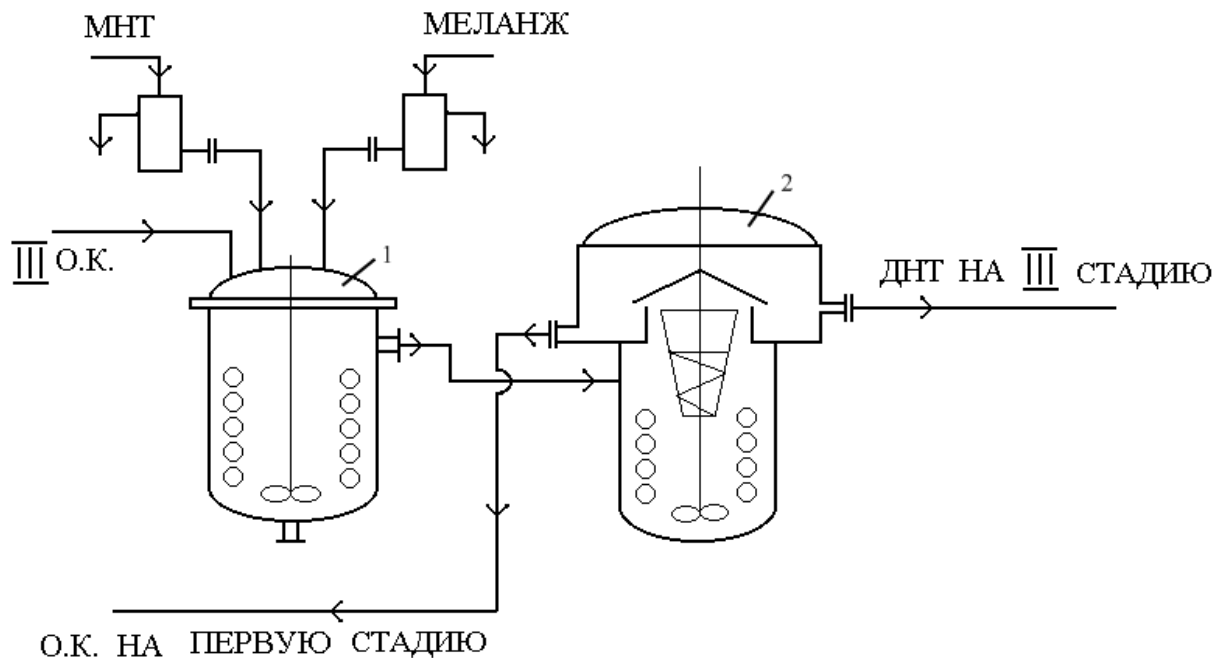 МНТ
МЕЛАНЖ
III О.К.
1
2
ДНТ НА III СТАДИЮ
О.К. НА ПЕРВУЮ СТАДИЮ